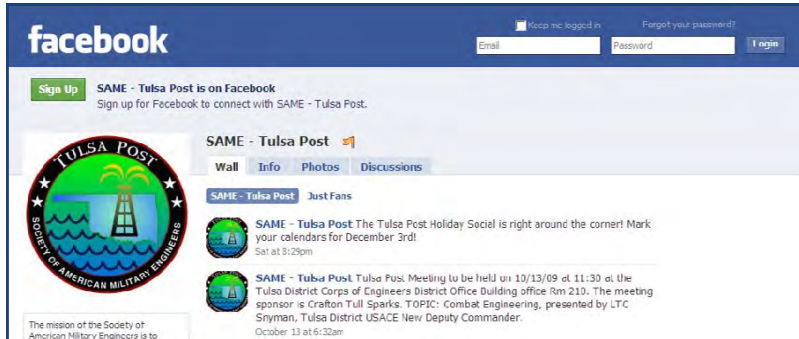 facebook
Keep me logged in
Forgot your password?
Email
Password
Login
Sign Up
SAME - Tulsa Post is on Facebook
Sign up for Facebook to connect with SAME - Tulsa Post.
TULSA POST
SOCIETY OF AMERICAN MILITARY ENGINEERS
SAME - Tulsa Post
Wall Info Photos Discussions
SAME - Tulsa Post Just Fans
SAME - Tulsa Post The Tulsa Post Holiday Social is right around the corner! Mark
your calendars for December 3rd!
Sat at 8:29pm
SAME - Tulsa Post Tulsa Post Meeting to be held on 10/13/09 at 11:30 at the
Tulsa District Corps of Engineers District Office Building office Rm 210. The meeting
sponsor is Crafton Tull Sparks. TOPIC: Combat Engineering, presented by LTC
Snyman, Tulsa District USACE New Deputy Commander.
October 13 at 6:32am
The mission of the Society of
American Military Engineers is to